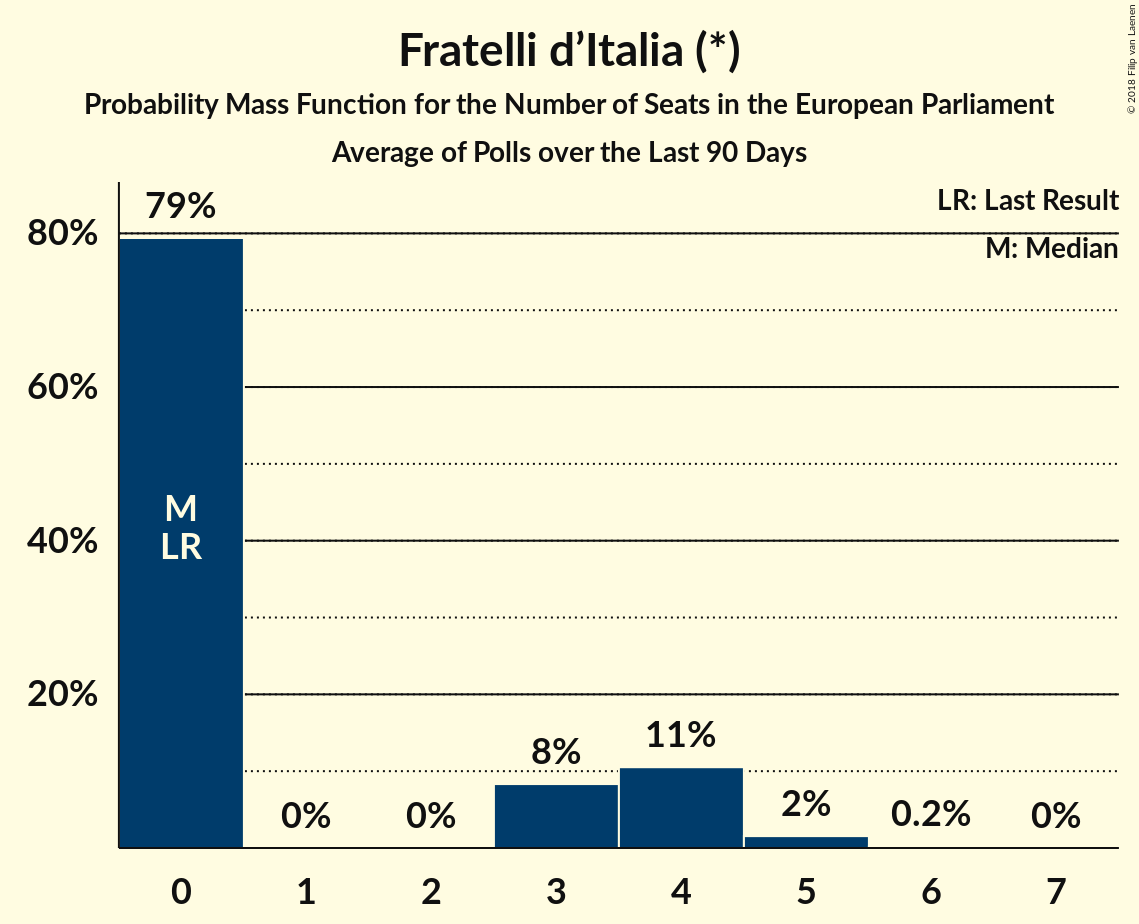 Fratelli d’Italia (*)
Probability Mass Function for the Number of Seats in the European Parliament
Average of Polls over the Last 90 Days
© 2018 Filip van Laenen
LR: Last Result
M: Median
80%
60%
40%
20%
79%
M
LR
0%
0%
8%
11%
2%
0.2%
0%
0 1 2 3 4 5 6 7